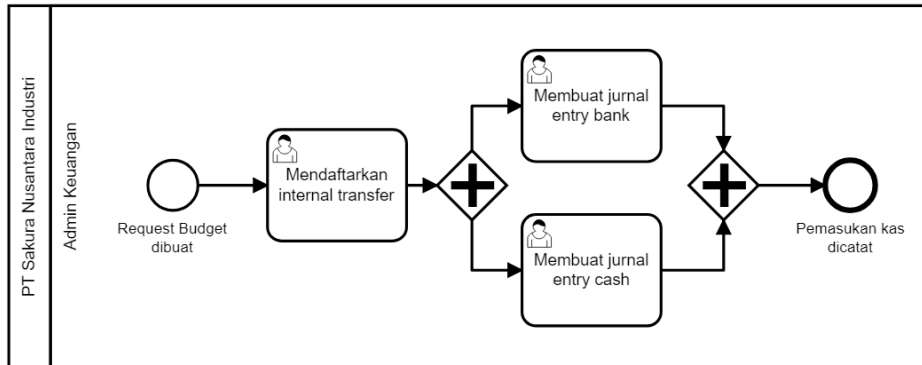 PT Sakura Nusantara Industri
Admin Keuangan
Request Budget
dibuat
Mendaftarkan
internal transfer
Membuat jurnal
entry bank
Membuat jurnal
entry cash
Pemasukan kas
dicatat